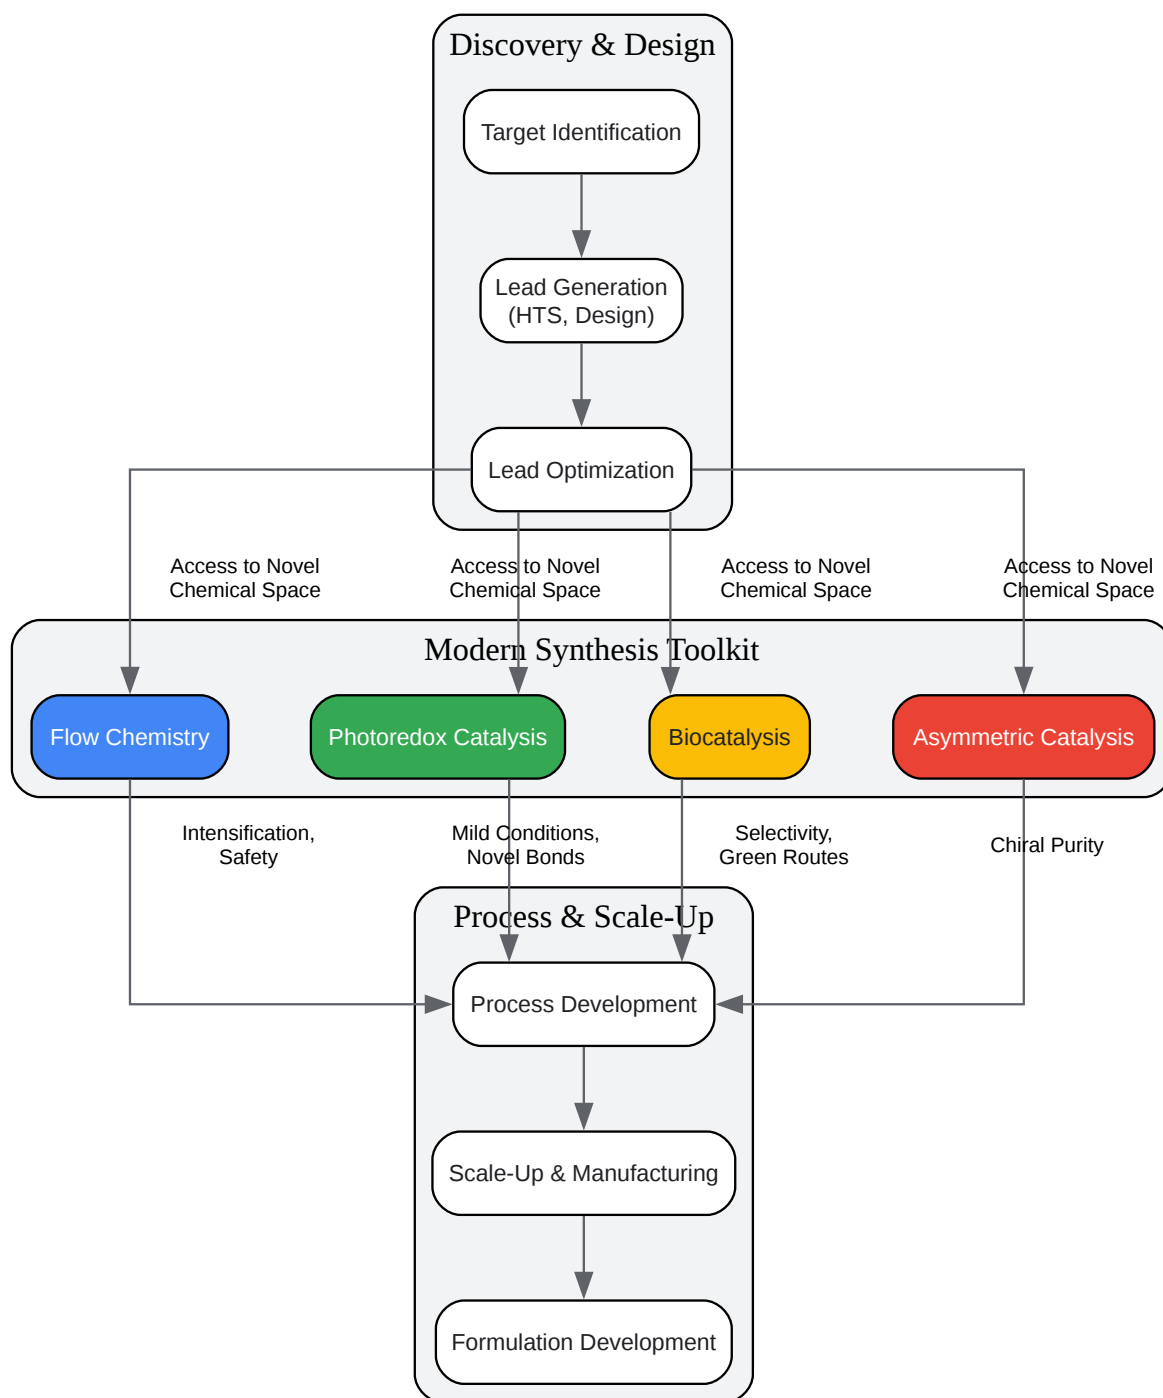 Discovery & Design
Target Identification
Lead Generation
(HTS, Design)
Lead Optimization
Access to Novel
Chemical Space
Access to Novel
Chemical Space
Access to Novel
Chemical Space
Access to Novel
Chemical Space
Modern Synthesis Toolkit
Flow Chemistry
Photoredox Catalysis
Biocatalysis
Asymmetric Catalysis
Intensification,
Safety
Mild Conditions,
Novel Bonds
Selectivity,
Green Routes
Chiral Purity
Process & Scale-Up
Process Development
Scale-Up & Manufacturing
Formulation Development